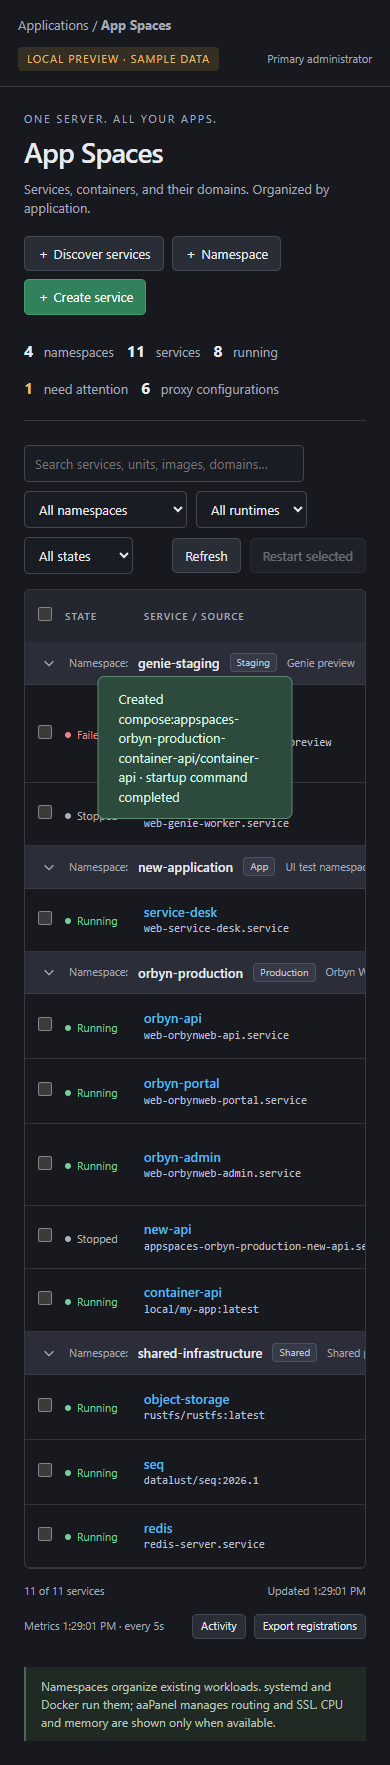 Applications / App Spaces
LOCAL PREVIEW · SAMPLE DATA
Primary administrator
ONE SERVER. ALL YOUR APPS.
App Spaces
Services, containers, and their domains. Organized by
application.
+ Discover services
+ Namespace
+ Create service
4 namespaces 11 services 8 running
1 need attention 6 proxy configurations
Search services, units, images, domains...
All namespaces
All runtimes
All states
Refresh
Restart selected
STATE SERVICE / SOURCE
Namespace: genie-staging Staging Genie preview
Created
compose:appspaces-
orbyn-production-
container-api/container-
api · startup command
completed
preview
web-genie-worker.service
Namespace: new-application App UI test
Running
service-desk
web-service-desk.service
Namespace: orbyn-production Production Orbyn
Running
orbyn-api
web-orbynweb-api.service
Running
orbyn-portal
web-orbynweb-portal.service
Running
orbyn-admin
web-orbynweb-admin.service
Stopped
new-api
appspaces-orbyn-production-new-api.se
Running
container-api
local/my-app:latest
Namespace: shared-infrastructure Shared Shared
Running
object-storage
rustfs/rustfs:latest
Running
seq
datalust/seq:2026.1
Running
redis
redis-server.service
11 of 11 services
Updated 1:29:01 PM
Metrics 1:29:01 PM · every 5s
Activity
Export registrations
Namespaces organize existing workloads. systemd and
Docker run them; aaPanel manages routing and SSL. CPU
and memory are shown only when available.